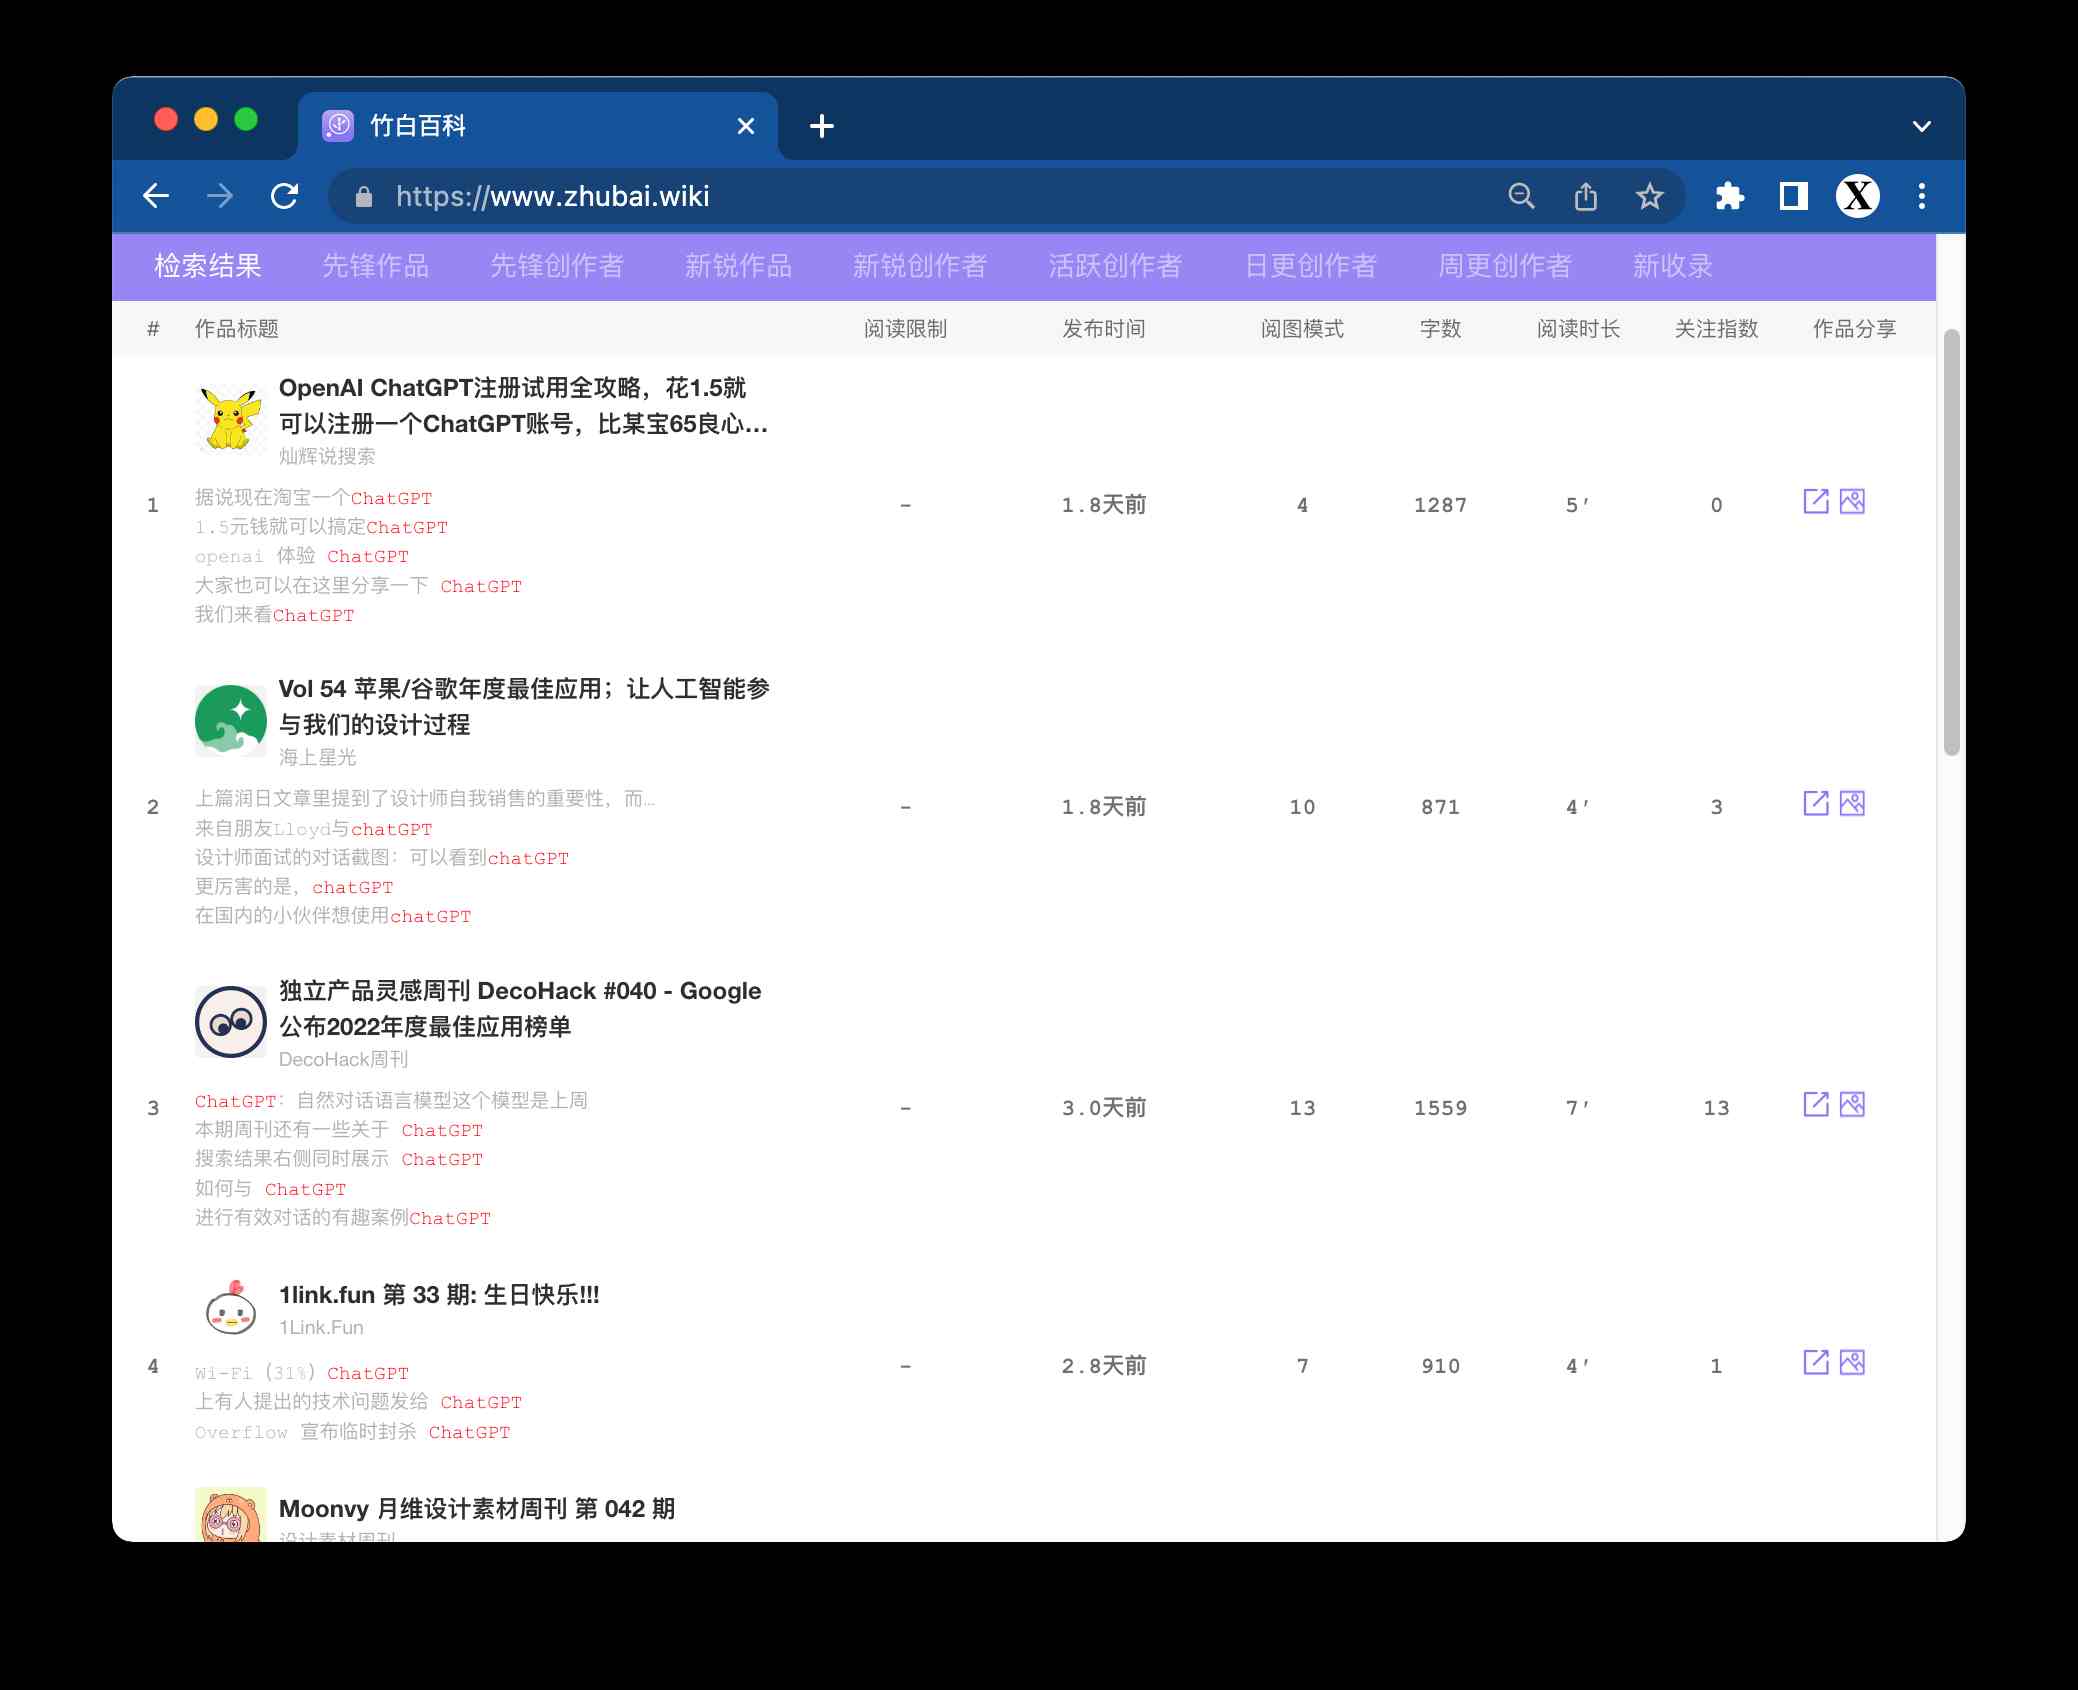 竹白百科
https://www.zhubai.wiki
X
检索结果 先锋作品 先锋创作者 新锐作品 新锐创作者 活跃创作者 日更创作者 周更创作者 新收录
# 作品标题 阅读限制 发布时间 阅图模式 字数 阅读时长 关注指数 作品分享
OpenAI ChatGPT注册试用全攻略，花1.5就
可以注册一个ChatGPT账号，比某宝65良心...
灿辉说搜索
据说现在淘宝一个ChatGPT
1 – 1.8天前 4 1287 5′ 0
1.5元钱就可以搞定ChatGPT
openai 体验 ChatGPT
大家也可以在这里分享一下 ChatGPT
我们来看ChatGPT
Vol 54 苹果/谷歌年度最佳应用；让人工智能参
与我们的设计过程
海上星光
上篇润日文章里提到了设计师自我销售的重要性，而...
2 – 1.8天前 10 871 4′ 3
来自朋友Lloyd与chatGPT
设计师面试的对话截图：可以看到chatGPT
更厉害的是，chatGPT
在国内的小伙伴想使用chatGPT
独立产品灵感周刊 DecoHack #040 - Google
公布2022年度最佳应用榜单
DecoHack周刊
ChatGPT：自然对话语言模型这个模型是上周
3 – 3.0天前 13 1559 7′ 13
本期周刊还有一些关于 ChatGPT
搜索结果右侧同时展示 ChatGPT
如何与 ChatGPT
进行有效对话的有趣案例ChatGPT
1link.fun 第 33 期: 生日快乐!!!
1Link.Fun
4 – 2.8天前 7 910 4′ 1
Wi-Fi（31%）ChatGPT
上有人提出的技术问题发给 ChatGPT
Overflow 宣布临时封杀 ChatGPT
Moonvy 月维设计素材周刊 第 042 期
设计素材周刊